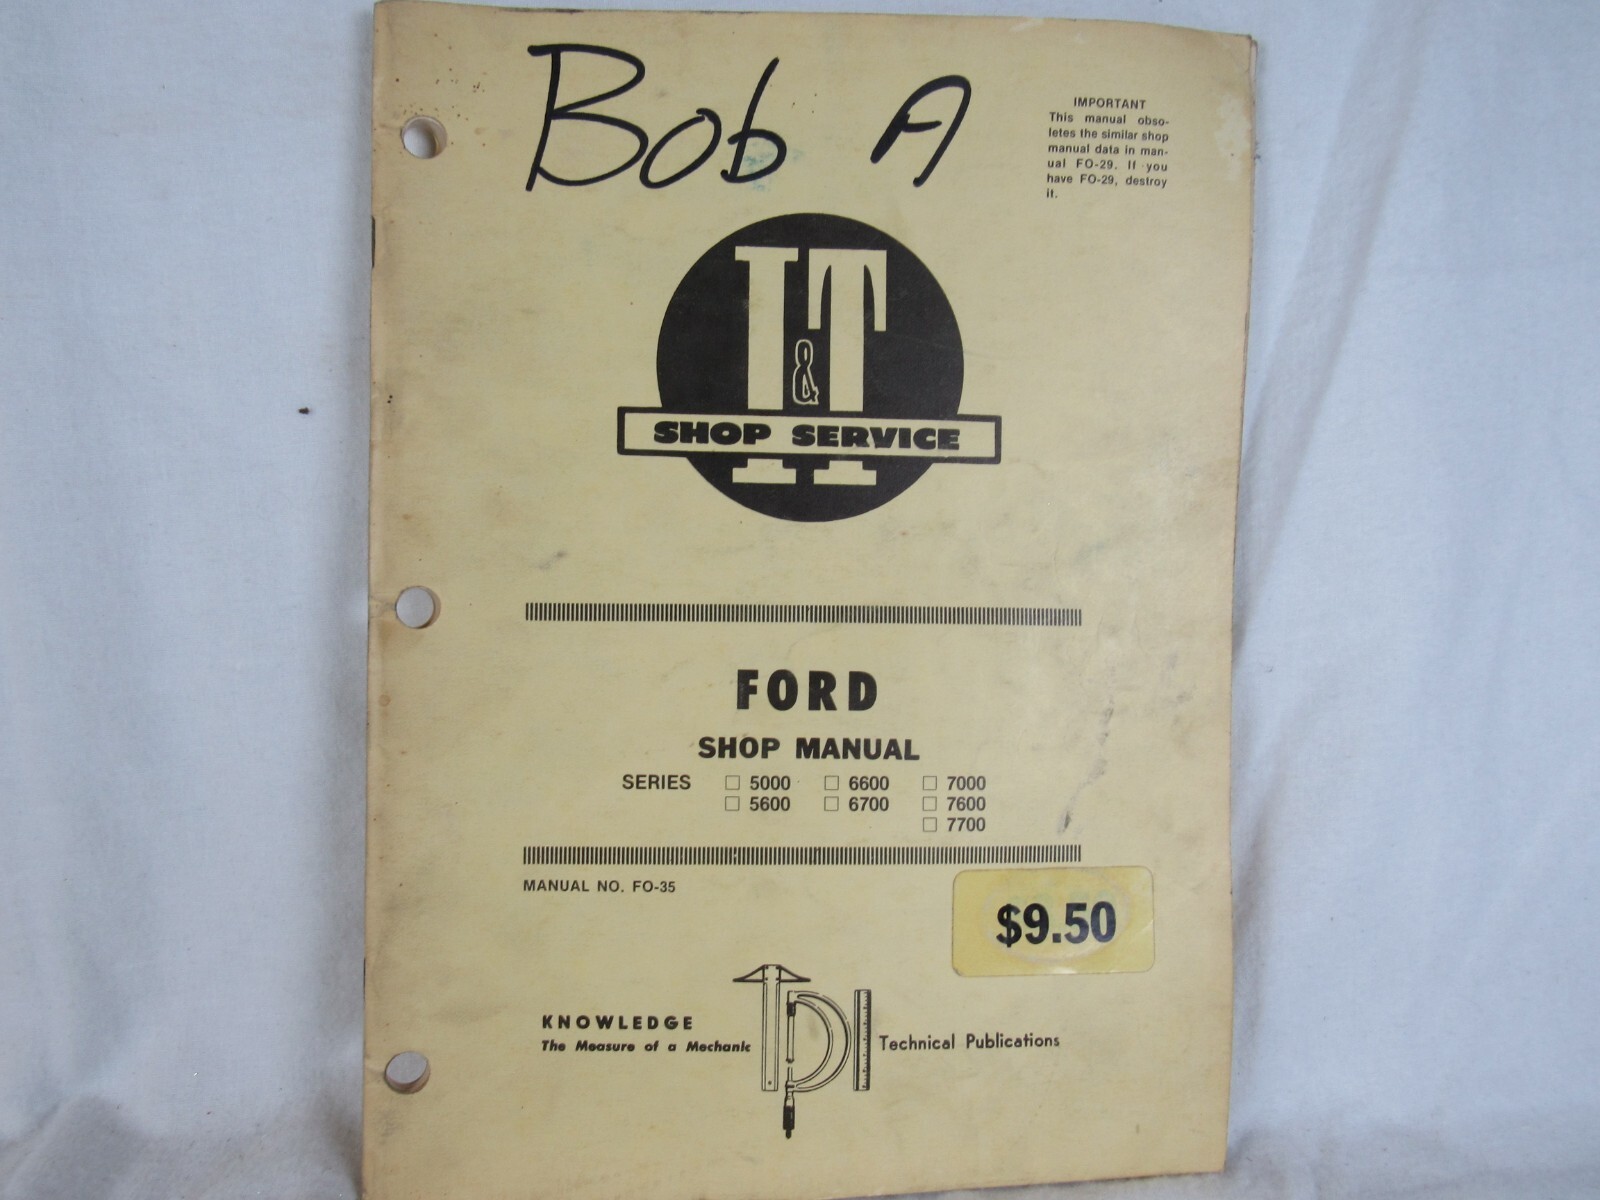 Bob A
IMPORTANT
This manual obso-
letes the similar shop
manual data in man-
ual FO-29. If you
have FO-29, destroy
it.
I&T
SHOP SERVICE
FORD
SHOP MANUAL
SERIES □ 5000 □ 6600 □ 7000
□ 5600 □ 6700 □ 7600
□ 7700
MANUAL NO. FO-35
$9.50
KNOWLEDGE
The Measure of a Mechanic
Technical Publications